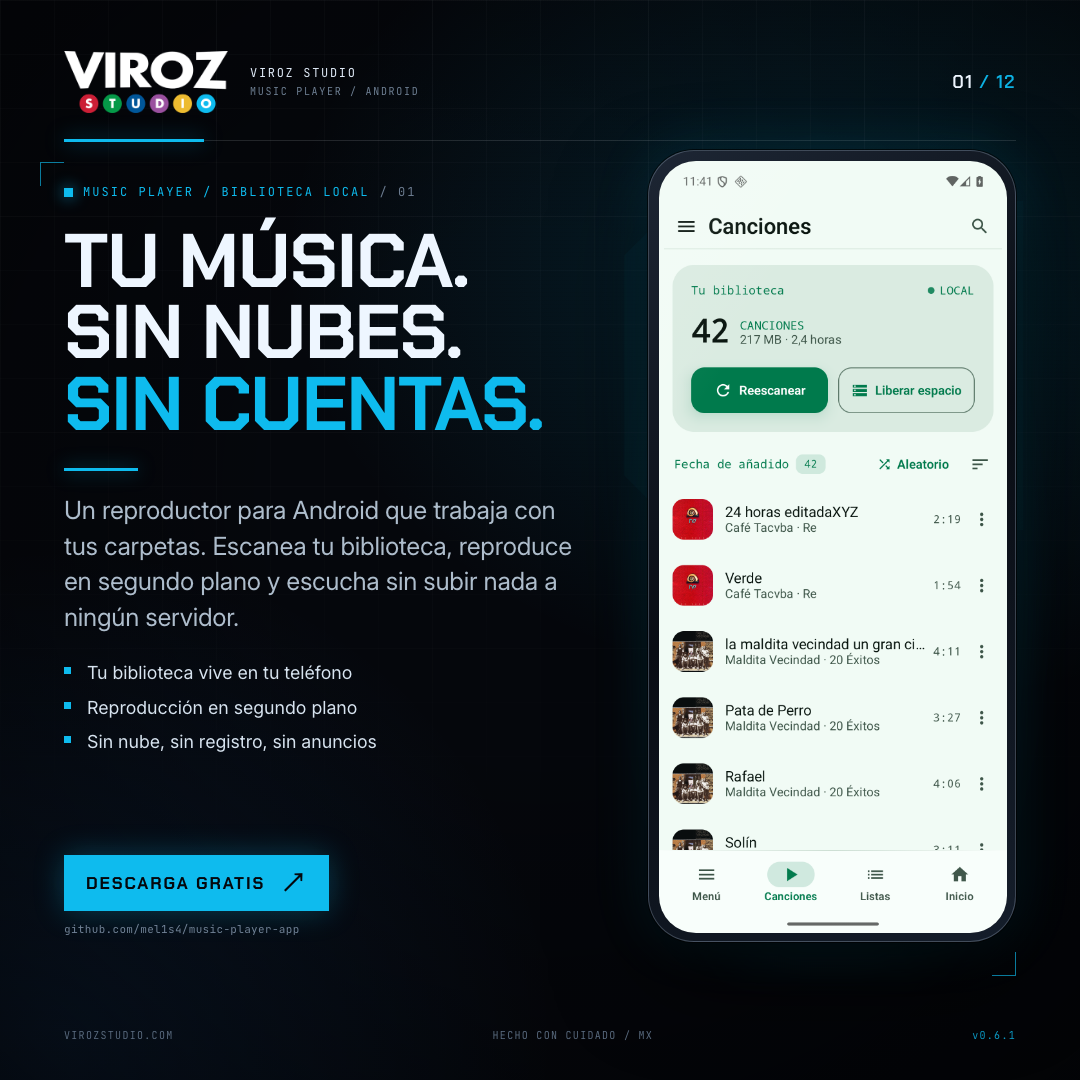 VIROZ
STUDIO
VIROZ STUDIO
MUSIC PLAYER / ANDROID
01 / 12
MUSIC PLAYER / BIBLIOTECA LOCAL / 01
TU MÚSICA.
SIN NUBES.
SIN CUENTAS.
Un reproductor para Android que trabaja con
tus carpetas. Escanea tu biblioteca, reproduce
en segundo plano y escucha sin subir nada a
ningún servidor.
Tu biblioteca vive en tu teléfono
Reproducción en segundo plano
Sin nube, sin registro, sin anuncios
DESCARGA GRATIS
github.com/mel1s4/music-player-app
11:41
Canciones
Tu biblioteca
LOCAL
42
CANCIONES
217 MB · 2,4 horas
Reescanear
Liberar espacio
Fecha de añadido 42
Aleatorio
24 horas editadaXYZ
Café Tacvba · Re
2:19
Verde
Café Tacvba · Re
1:54
la maldita vecindad un gran ci...
Maldita Vecindad · 20 Éxitos
4:11
Pata de Perro
Maldita Vecindad · 20 Éxitos
3:27
Rafael
Maldita Vecindad · 20 Éxitos
4:06
Solín
3:11
Menú
Canciones
Listas
Inicio
VIROZSTUDIO.COM
HECHO CON CUIDADO / MX
v0.6.1